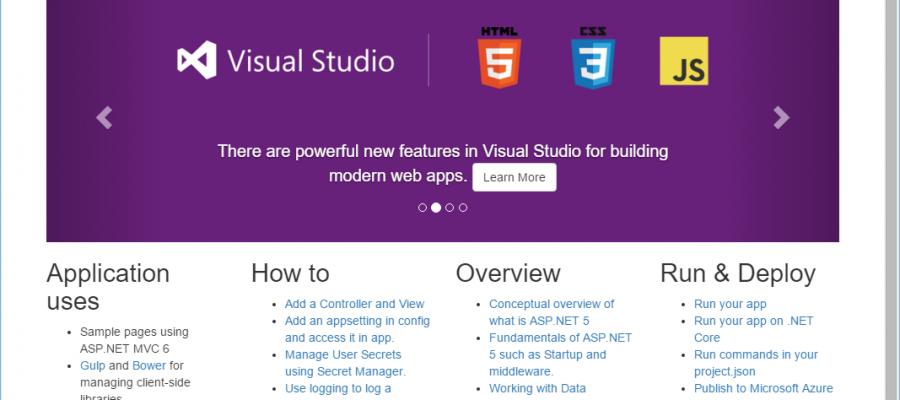 HTML
CSS
Visual Studio
5
3
JS
There are powerful new features in Visual Studio for building
modern web apps. Learn More
Application
uses
Sample pages using
ASP.NET MVC 6
Gulp and Bower for
managing client-side
libraries
How to
Add a Controller and View
Add an appsetting in config
and access it in app.
Manage User Secrets
using Secret Manager.
Use logging to log a
Overview
Conceptual overview of
what is ASP.NET 5
Fundamentals of ASP.NET
5 such as Startup and
middleware.
Working with Data
Run & Deploy
Run your app
Run your app on .NET
Core
Run commands in your
project.json
Publish to Microsoft Azure